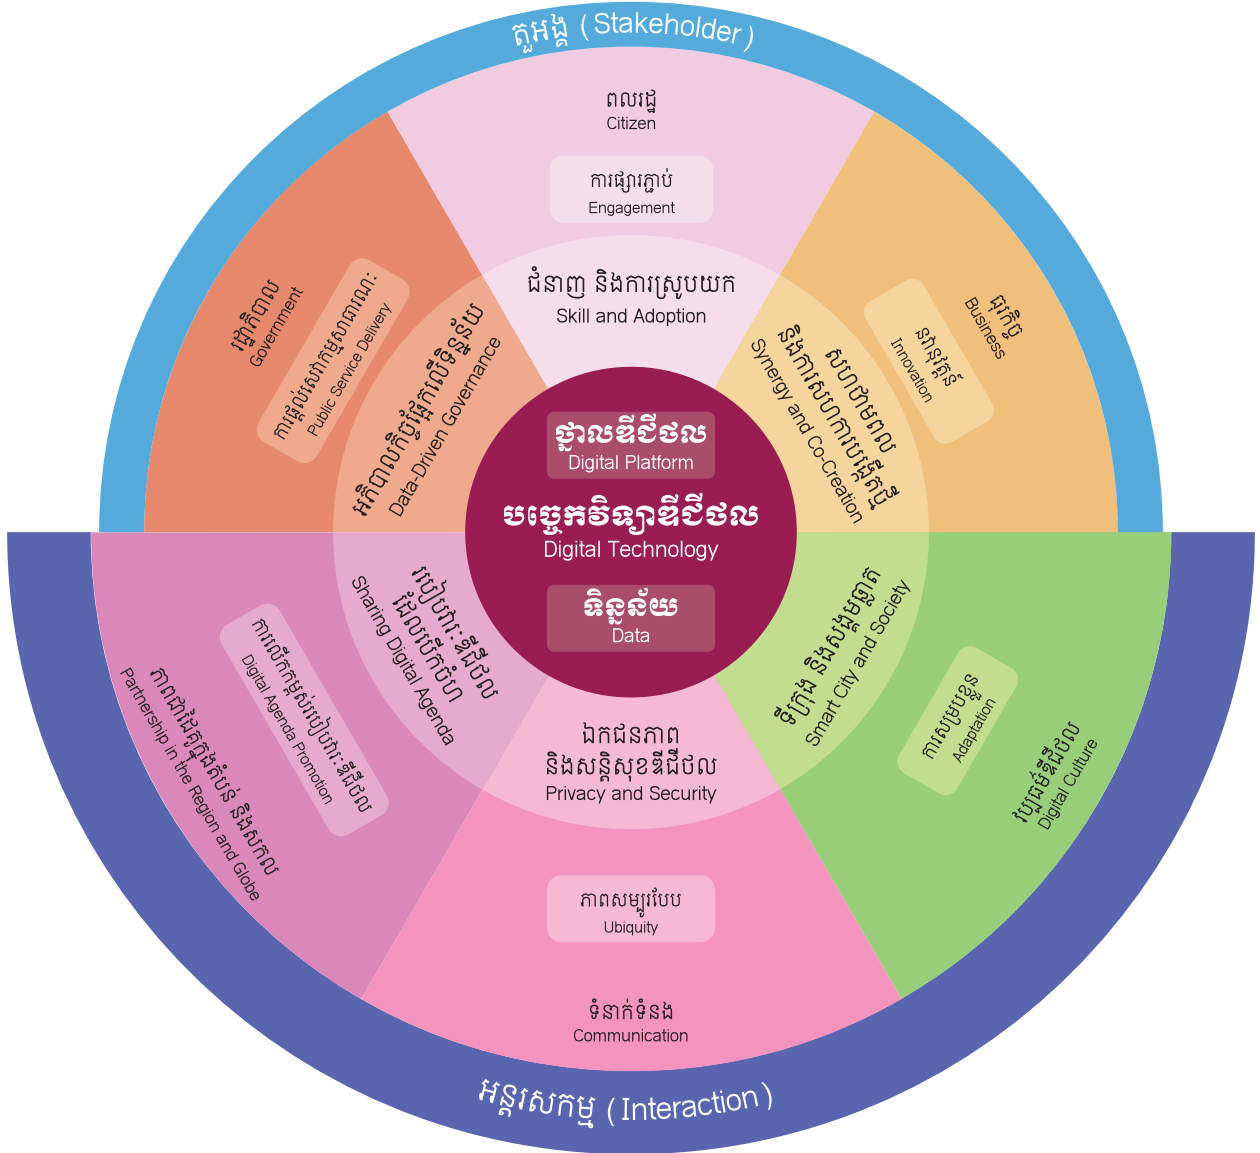 តួអង្គ (Stakeholder)
ពលរដ្ឋ
Citizen
ការផ្សារភ្ជាប់
Engagement
ជំនាញ និងការស្រូបយក
Skill and Adoption
រដ្ឋាភិបាល
Government
ការផ្តល់សេវាកម្មសាធារណៈ
Public Service Delivery
អភិបាលកិច្ចផ្អែកលើទិន្នន័យ
Data-Driven Governance
ធុរកិច្ច
Business
នវានុវត្តន៍
Innovation
សហថាមពល
និងការសហការបង្កើតថ្មី
Synergy and Co-Creation
ថ្នាលឌីជីថល
Digital Platform
បច្ចេកវិទ្យាឌីជីថល
Digital Technology
ទិន្នន័យ
Data
របៀបវារៈឌីជីថល
ដែលបើកចំហ
Sharing Digital Agenda
ការលើកកម្ពស់របៀបវារៈឌីជីថល
Digital Agenda Promotion
ភាពជាដៃគូក្នុងតំបន់ និងសកល
Partnership in the Region and Globe
ឯកជនភាព
និងសន្តិសុខឌីជីថល
Privacy and Security
ភាពសម្បូរបែប
Ubiquity
ទំនាក់ទំនង
Communication
ទីក្រុង និងសង្គមឆ្លាត
Smart City and Society
ការសម្របខ្លួន
Adaptation
វប្បធម៌ឌីជីថល
Digital Culture
អន្តរសកម្ម (Interaction)